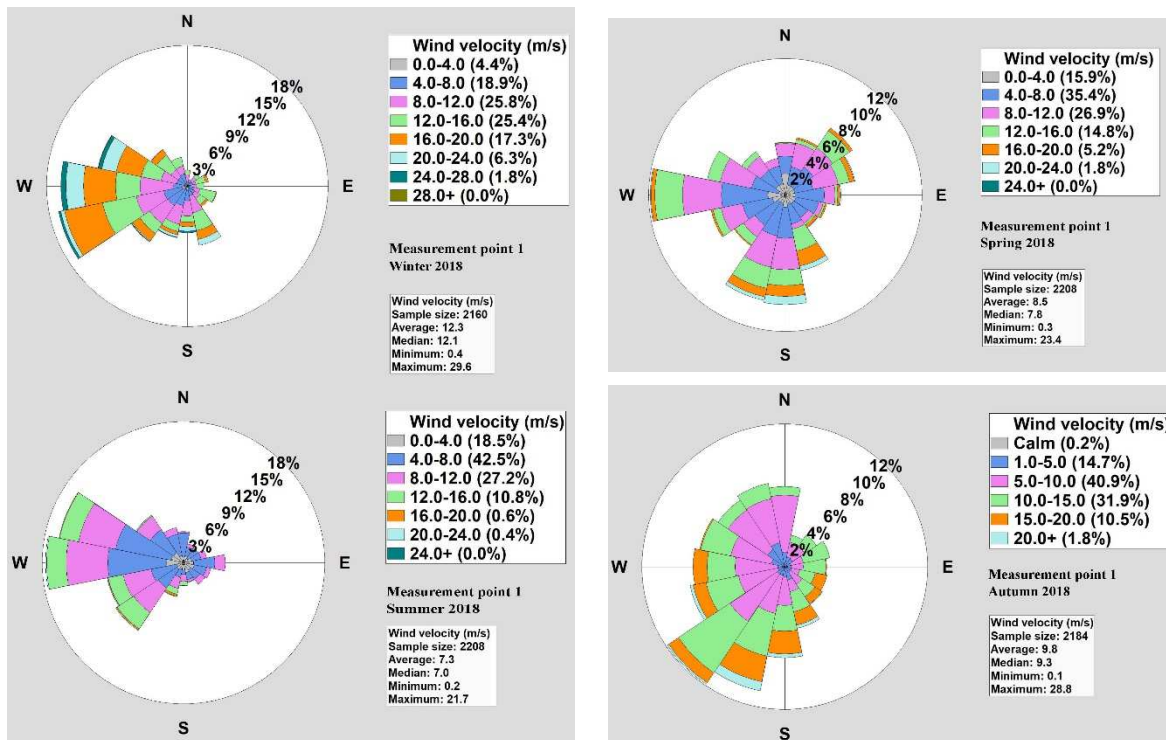 N
18%
15%
12%
9%
6%
3%
W
E
S
Wind velocity (m/s)
0.0-4.0 (4.4%)
4.0-8.0 (18.9%)
8.0-12.0 (25.8%)
12.0-16.0 (25.4%)
16.0-20.0 (17.3%)
20.0-24.0 (6.3%)
24.0-28.0 (1.8%)
28.0+ (0.0%)
Measurement point 1
Winter 2018
Wind velocity (m/s)
Sample size: 2160
Average: 12.3
Median: 12.1
Minimum: 0.4
Maximum: 29.6
N
12%
10%
8%
6%
4%
2%
W
E
S
Wind velocity (m/s)
0.0-4.0 (15.9%)
4.0-8.0 (35.4%)
8.0-12.0 (26.9%)
12.0-16.0 (14.8%)
16.0-20.0 (5.2%)
20.0-24.0 (1.8%)
24.0+ (0.0%)
Measurement point 1
Spring 2018
Wind velocity (m/s)
Sample size: 2208
Average: 8.5
Median: 7.8
Minimum: 0.3
Maximum: 23.4
N
18%
15%
12%
9%
6%
3%
W
E
S
Wind velocity (m/s)
0.0-4.0 (18.5%)
4.0-8.0 (42.5%)
8.0-12.0 (27.2%)
12.0-16.0 (10.8%)
16.0-20.0 (0.6%)
20.0-24.0 (0.4%)
24.0+ (0.0%)
Measurement point 1
Summer 2018
Wind velocity (m/s)
Sample size: 2208
Average: 7.3
Median: 7.0
Minimum: 0.2
Maximum: 21.7
N
12%
10%
8%
6%
4%
2%
W
E
S
Wind velocity (m/s)
Calm (0.2%)
1.0-5.0 (14.7%)
5.0-10.0 (40.9%)
10.0-15.0 (31.9%)
15.0-20.0 (10.5%)
20.0+ (1.8%)
Measurement point 1
Autumn 2018
Wind velocity (m/s)
Sample size: 2184
Average: 9.8
Median: 9.3
Minimum: 0.1
Maximum: 28.8